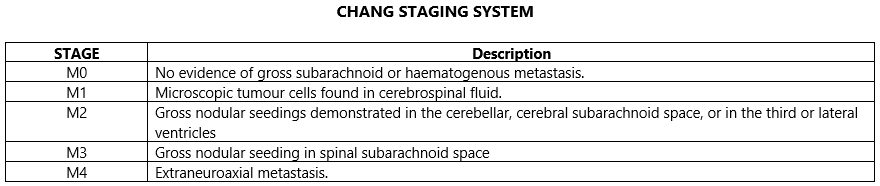 CHANG STAGING SYSTEM
STAGE Description
M0 No evidence of gross subarachnoid or haematogenous metastasis.
M1 Microscopic tumour cells found in cerebrospinal fluid.
M2 Gross nodular seedings demonstrated in the cerebellar, cerebral subarachnoid space, or in the third or lateral
ventricles
M3 Gross nodular seeding in spinal subarachnoid space
M4 Extraneuroaxial metastasis.